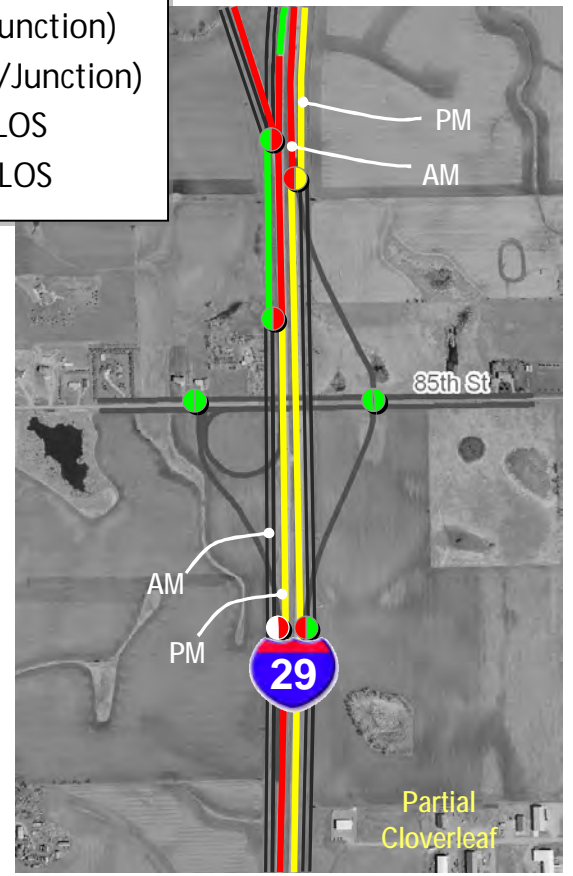 unction)
/Junction)
LOS
LOS
PM
AM
85th St
AM
PM
29
Partial
Cloverleaf